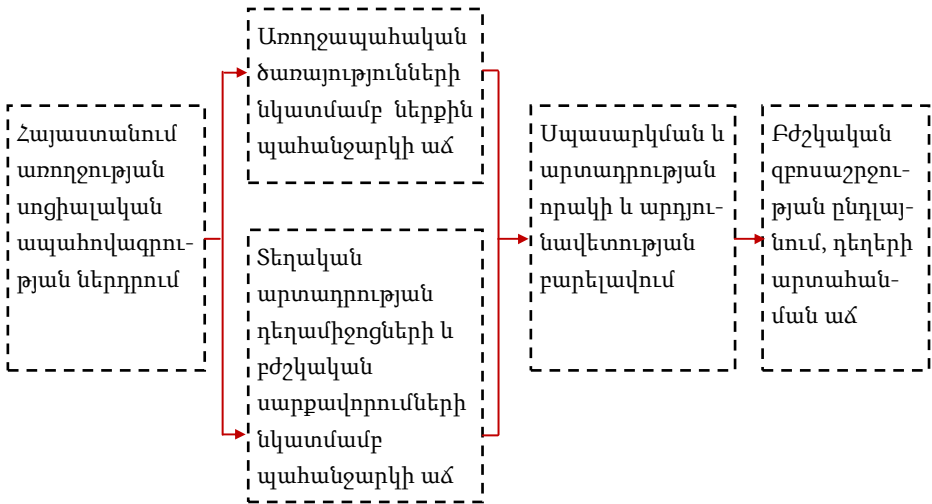 Հայաստանում
առողջության
սոցիալական
ապահովագրու-
թյան ներդրում
Առողջապահական
ծառայությունների
նկատմամբ ներքին
պահանջարկի աճ
Տեղական
արտադրության
դեղամիջոցների և
բժշկական
սարքավորումների
նկատմամբ
պահանջարկի աճ
Սպասարկման և
արտադրության
որակի և արդյու-
նավետության
բարելավում
Բժշկական
զբոսաշրջու-
թյան ընդլայ-
նում, դեղերի
արտահան-
ման աճ